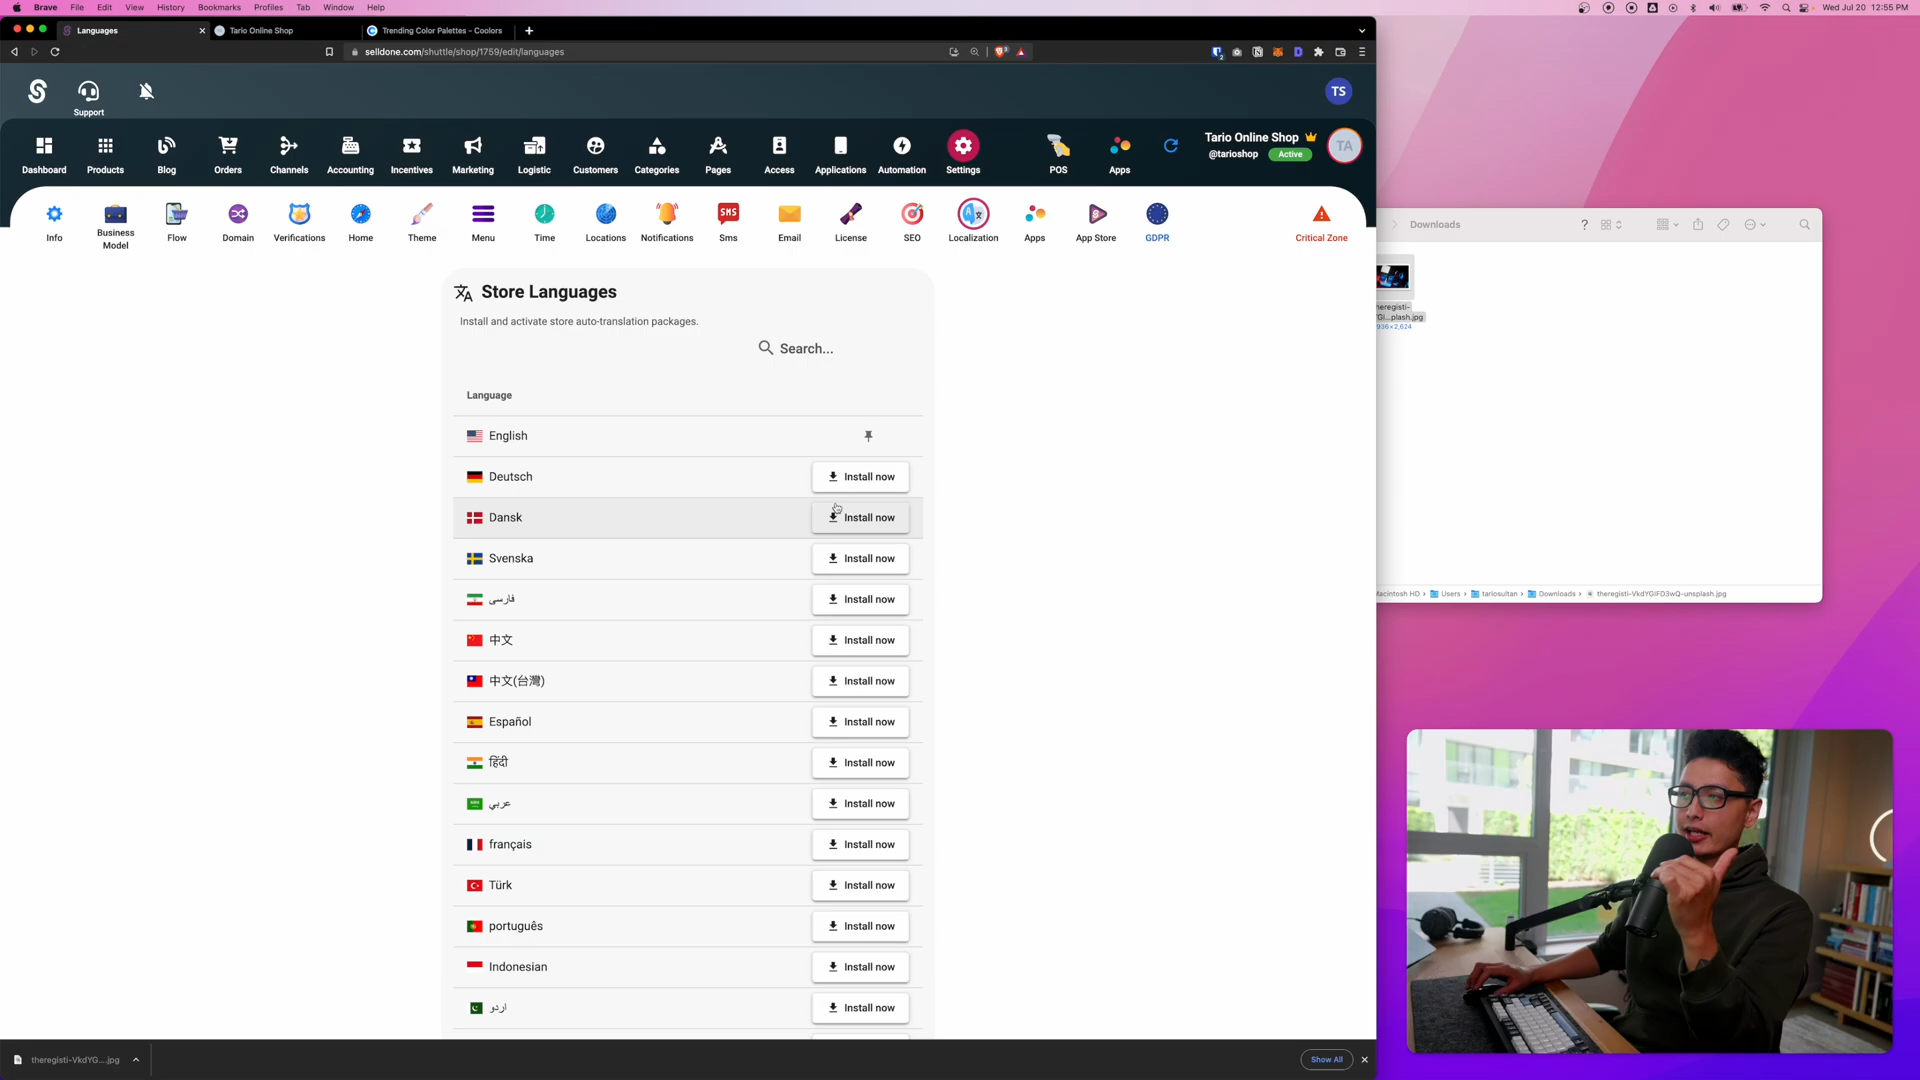 Brave File Edit View History Bookmarks Profiles Tab Window Help
Wed Jul 20 12:55 PM
Languages
Tario Online Shop
Trending Color Palettes - Coolors
selldone.com/shuttle/shop/1759/edit/languages
Support
TS
Dashboard Products Blog Orders Channels Accounting Incentives Marketing Logistic Customers Categories Pages Access Applications Automation Settings POS Apps
Tario Online Shop
@tarioshop Active
TA
Info Business Model Flow Domain Verifications Home Theme Menu Time Locations Notifications Sms Email License SEO Localization Apps App Store GDPR Critical Zone
SMS
Store Languages
Install and activate store auto-translation packages.
Search...
Language
English
Deutsch Install now
Dansk Install now
Svenska Install now
فارسی Install now
中文 Install now
中文(台灣) Install now
Español Install now
हिंदी Install now
عربي Install now
français Install now
Türk Install now
português Install now
Indonesian Install now
اردو Install now
theregisti-VkdYG....jpg
Show All
Downloads
theregisti-
...plash.jpg
Macintosh HD › Users › tariosultan › Downloads › theregisti-VkdYGIFD3wQ-unsplash.jpg